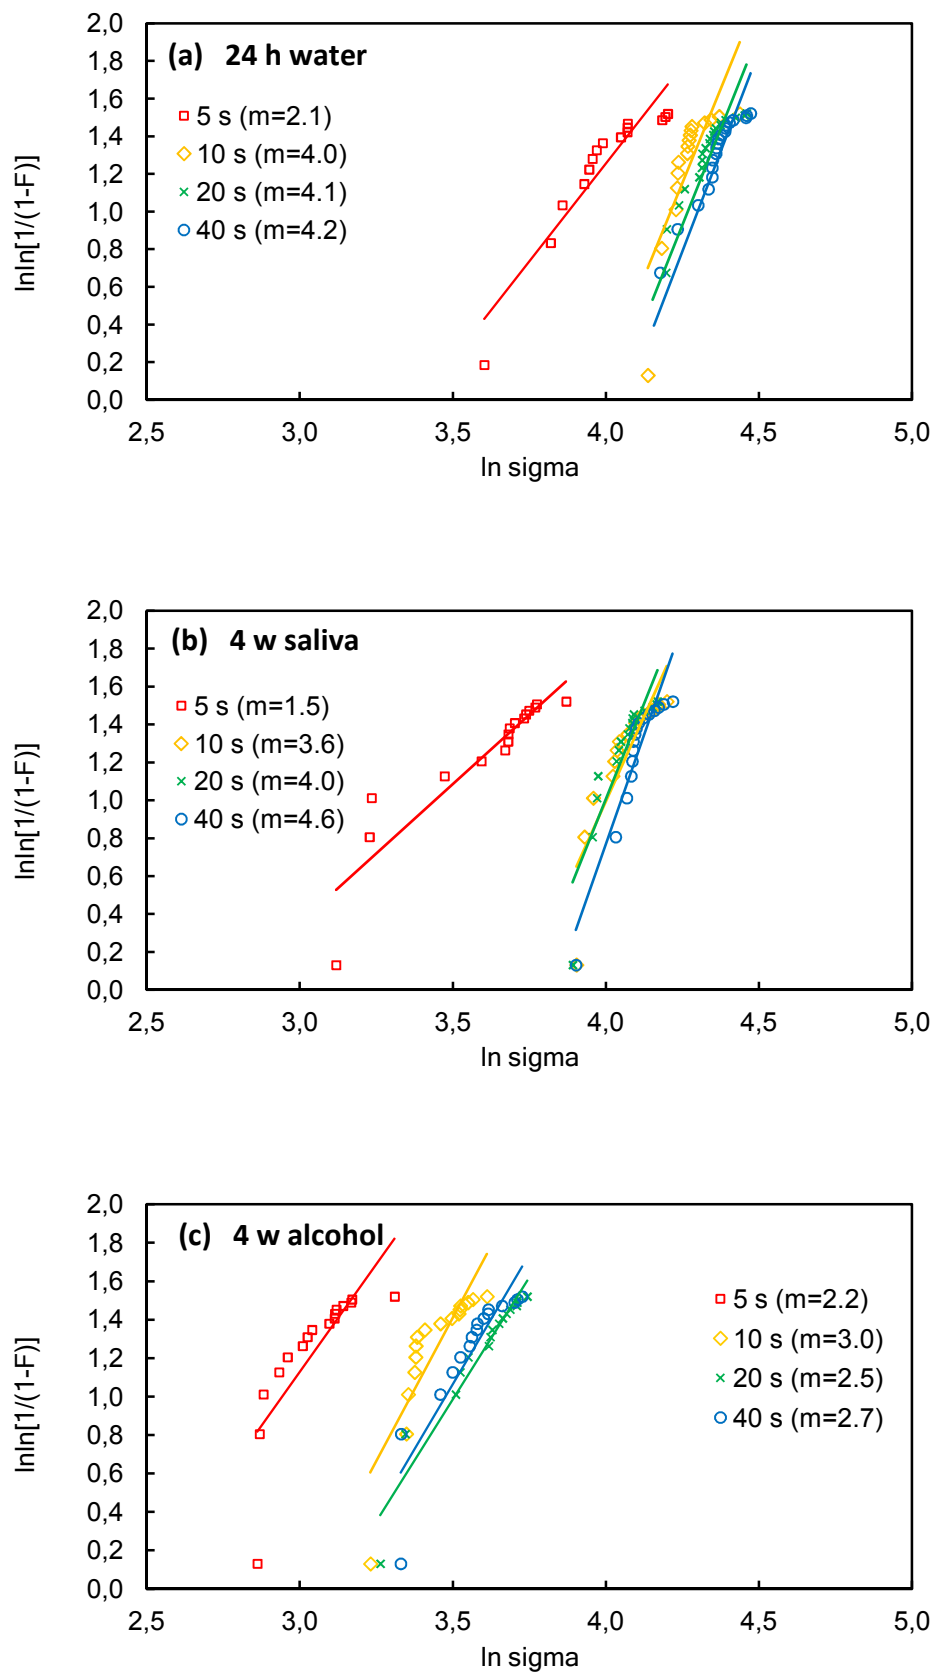 (a) 24 h water
5 s (m=2.1)
10 s (m=4.0)
20 s (m=4.1)
40 s (m=4.2)
lnln[1/(1-F)]
2,0
1,8
1,6
1,4
1,2
1,0
0,8
0,6
0,4
0,2
0,0
2,5 3,0 3,5 4,0 4,5 5,0
ln sigma
(b) 4 w saliva
5 s (m=1.5)
10 s (m=3.6)
20 s (m=4.0)
40 s (m=4.6)
lnln[1/(1-F)]
2,0
1,8
1,6
1,4
1,2
1,0
0,8
0,6
0,4
0,2
0,0
2,5 3,0 3,5 4,0 4,5 5,0
ln sigma
(c) 4 w alcohol
5 s (m=2.2)
10 s (m=3.0)
20 s (m=2.5)
40 s (m=2.7)
lnln[1/(1-F)]
2,0
1,8
1,6
1,4
1,2
1,0
0,8
0,6
0,4
0,2
0,0
2,5 3,0 3,5 4,0 4,5 5,0
ln sigma